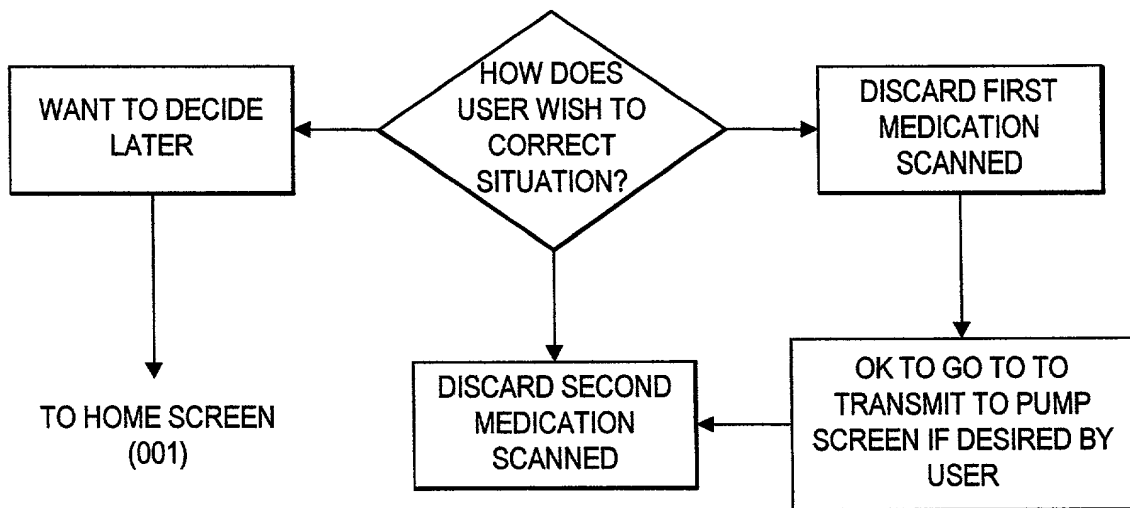 WANT TO DECIDE
LATER
HOW DOES
USER WISH TO
CORRECT
SITUATION?
DISCARD FIRST
MEDICATION
SCANNED
TO HOME SCREEN
(001)
DISCARD SECOND
MEDICATION
SCANNED
OK TO GO TO TO
TRANSMIT TO PUMP
SCREEN IF DESIRED BY
USER